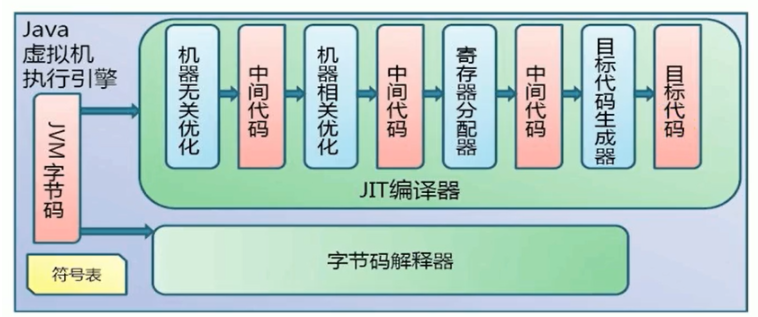 Java
虚拟机
执行引擎
JVM字节码
机器无关优化
中间代码
机器相关优化
中间代码
寄存器分配器
中间代码
目标代码生成器
目标代码
JIT编译器
字节码解释器
符号表